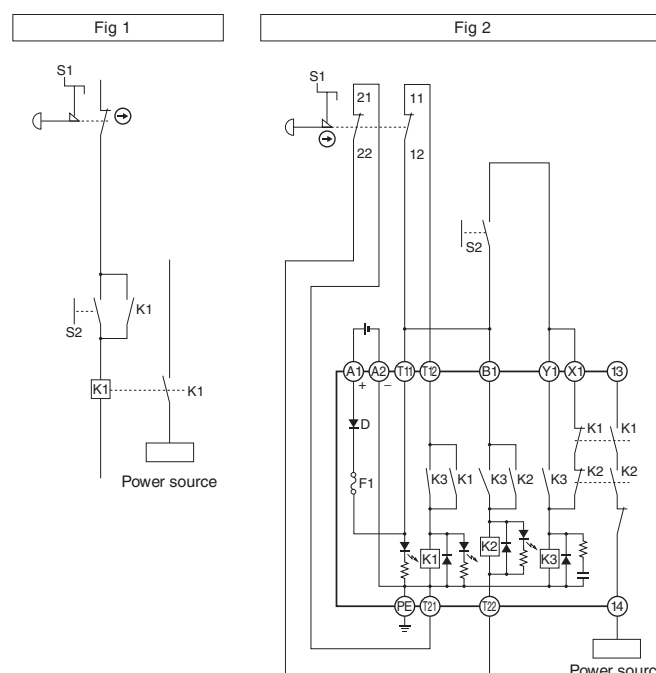 Fig 1
Fig 2
S1
S1
21
11
22
12
S2
S2
K1
K1
K1
Power source
A1
A2
T11
T12
B1
Y1
X1
13
+
−
D
F1
K3
K1
K3
K2
K3
K1
K1
K2
K2
K1
K2
K3
PE
T21
T22
14
Power sourc